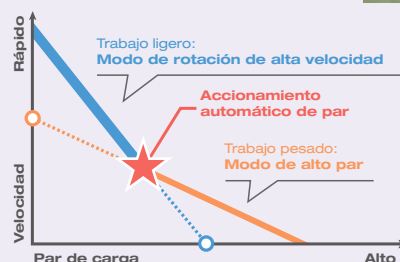 Rápido
Trabajo ligero:
Modo de rotación de alta velocidad
Accionamiento
automático de par
Trabajo pesado:
Modo de alto par
Velocidad
Par de carga
Alto